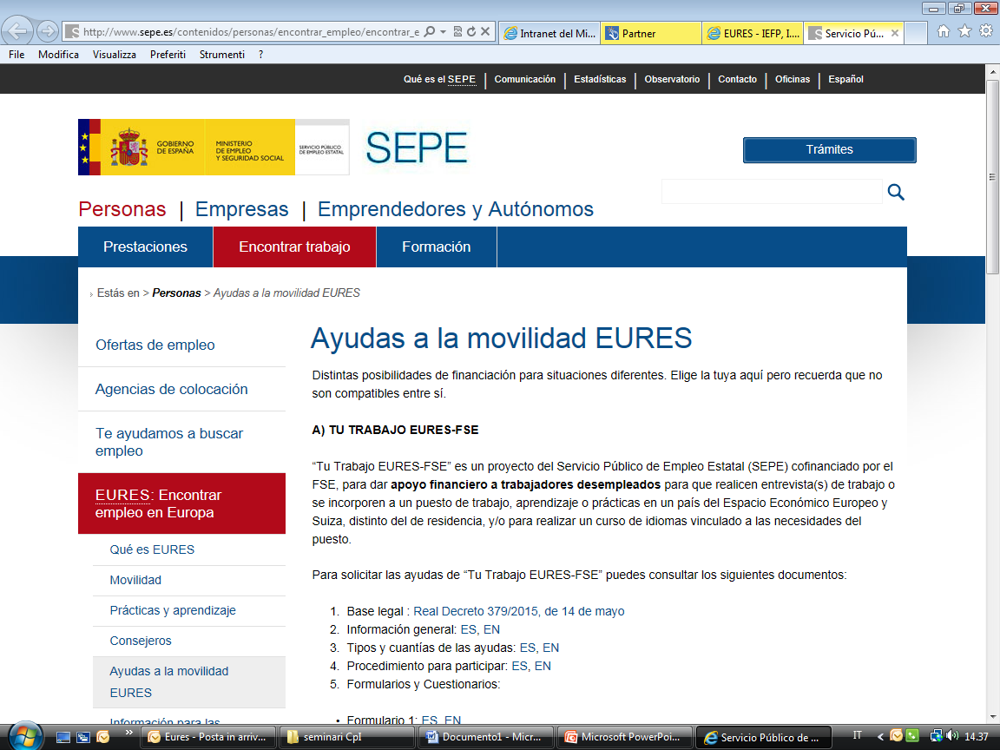 http://www.sepe.es/contenidos/personas/encontrar_empleo/encontrar_e
Intranet del Mi...
Partner
EURES - IEFP, I....
Servicio Pú...
File Modifica Visualizza Preferiti Strumenti ?
Qué es el SEPE | Comunicación | Estadísticas | Observatorio | Contacto | Oficinas | Español
GOBIERNO DE ESPAÑA
MINISTERIO DE EMPLEO Y SEGURIDAD SOCIAL
SERVICIO PÚBLICO DE EMPLEO ESTATAL
SEPE
Trámites
Personas | Empresas | Emprendedores y Autónomos
Prestaciones Encontrar trabajo Formación
› Estás en > Personas > Ayudas a la movilidad EURES
Ofertas de empleo
Agencias de colocación
Te ayudamos a buscar
empleo
EURES: Encontrar
empleo en Europa
Qué es EURES
Movilidad
Prácticas y aprendizaje
Consejeros
Ayudas a la movilidad
EURES
Información para las
Ayudas a la movilidad EURES
Distintas posibilidades de financiación para situaciones diferentes. Elige la tuya aquí pero recuerda que no
son compatibles entre sí.
A) TU TRABAJO EURES-FSE
“Tu Trabajo EURES-FSE” es un proyecto del Servicio Público de Empleo Estatal (SEPE) cofinanciado por el
FSE, para dar apoyo financiero a trabajadores desempleados para que realicen entrevista(s) de trabajo o
se incorporen a un puesto de trabajo, aprendizaje o prácticas en un país del Espacio Económico Europeo y
Suiza, distinto del de residencia, y/o para realizar un curso de idiomas vinculado a las necesidades del
puesto.
Para solicitar las ayudas de “Tu Trabajo EURES-FSE” puedes consultar los siguientes documentos:
1. Base legal : Real Decreto 379/2015, de 14 de mayo
2. Información general: ES, EN
3. Tipos y cuantías de las ayudas: ES, EN
4. Procedimiento para participar: ES, EN
5. Formularios y Cuestionarios:
• Formulario 1: ES, EN
Eures - Posta in arriv...
seminari CpI
Documento1 - Micr...
Microsoft PowerPoi...
Servicio Público de ...
IT
14.37